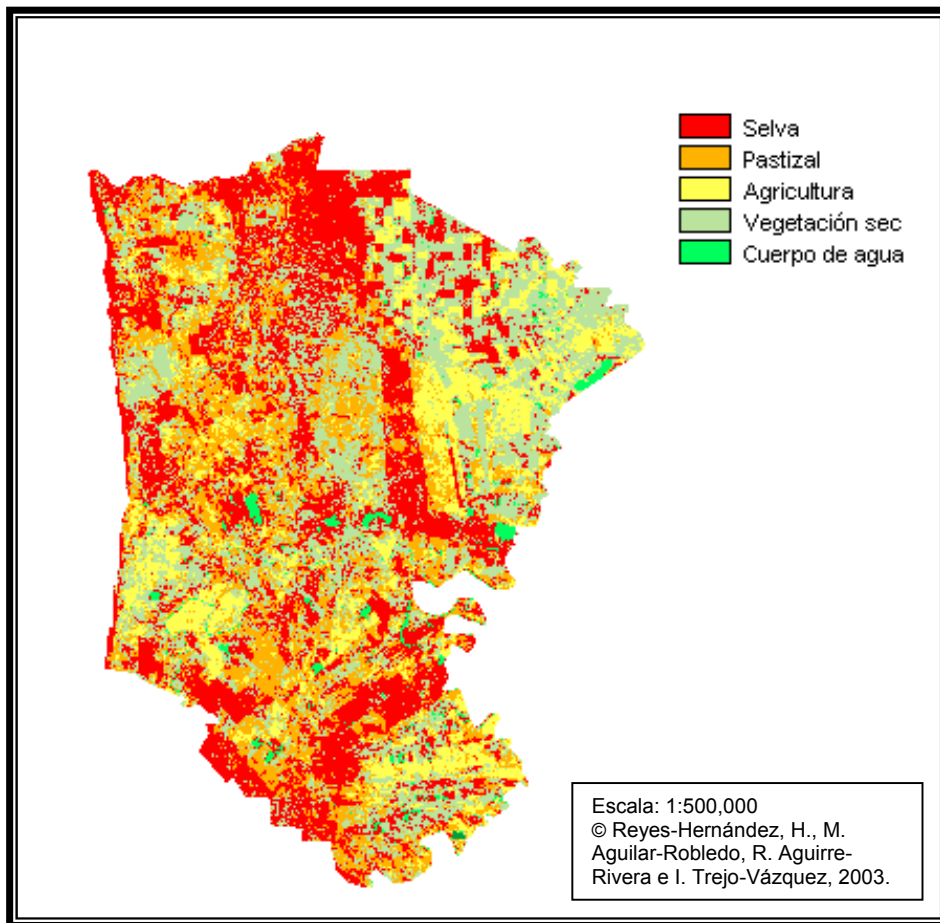 Selva
Pastizal
Agricultura
Vegetación sec
Cuerpo de agua
Escala: 1:500,000
© Reyes-Hernández, H., M.
Aguilar-Robledo, R. Aguirre-
Rivera e I. Trejo-Vázquez, 2003.